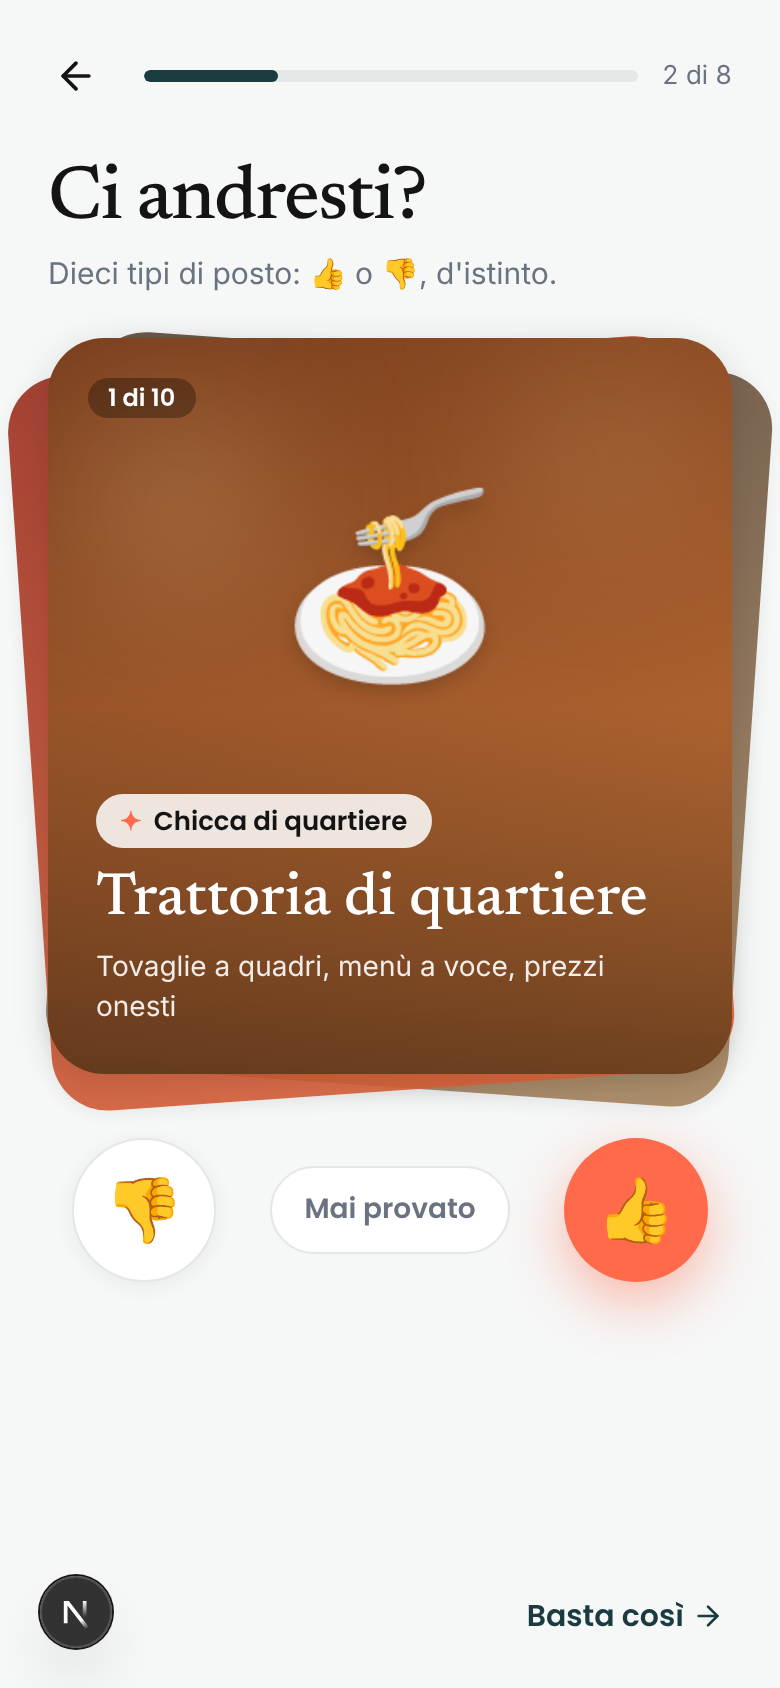 2 di 8
Ci andresti?
Dieci tipi di posto: 👍 o 👎, d'istinto.
1 di 10
Chicca di quartiere
Trattoria di quartiere
Tovaglie a quadri, menù a voce, prezzi
onesti
Mai provato
N
Basta così →